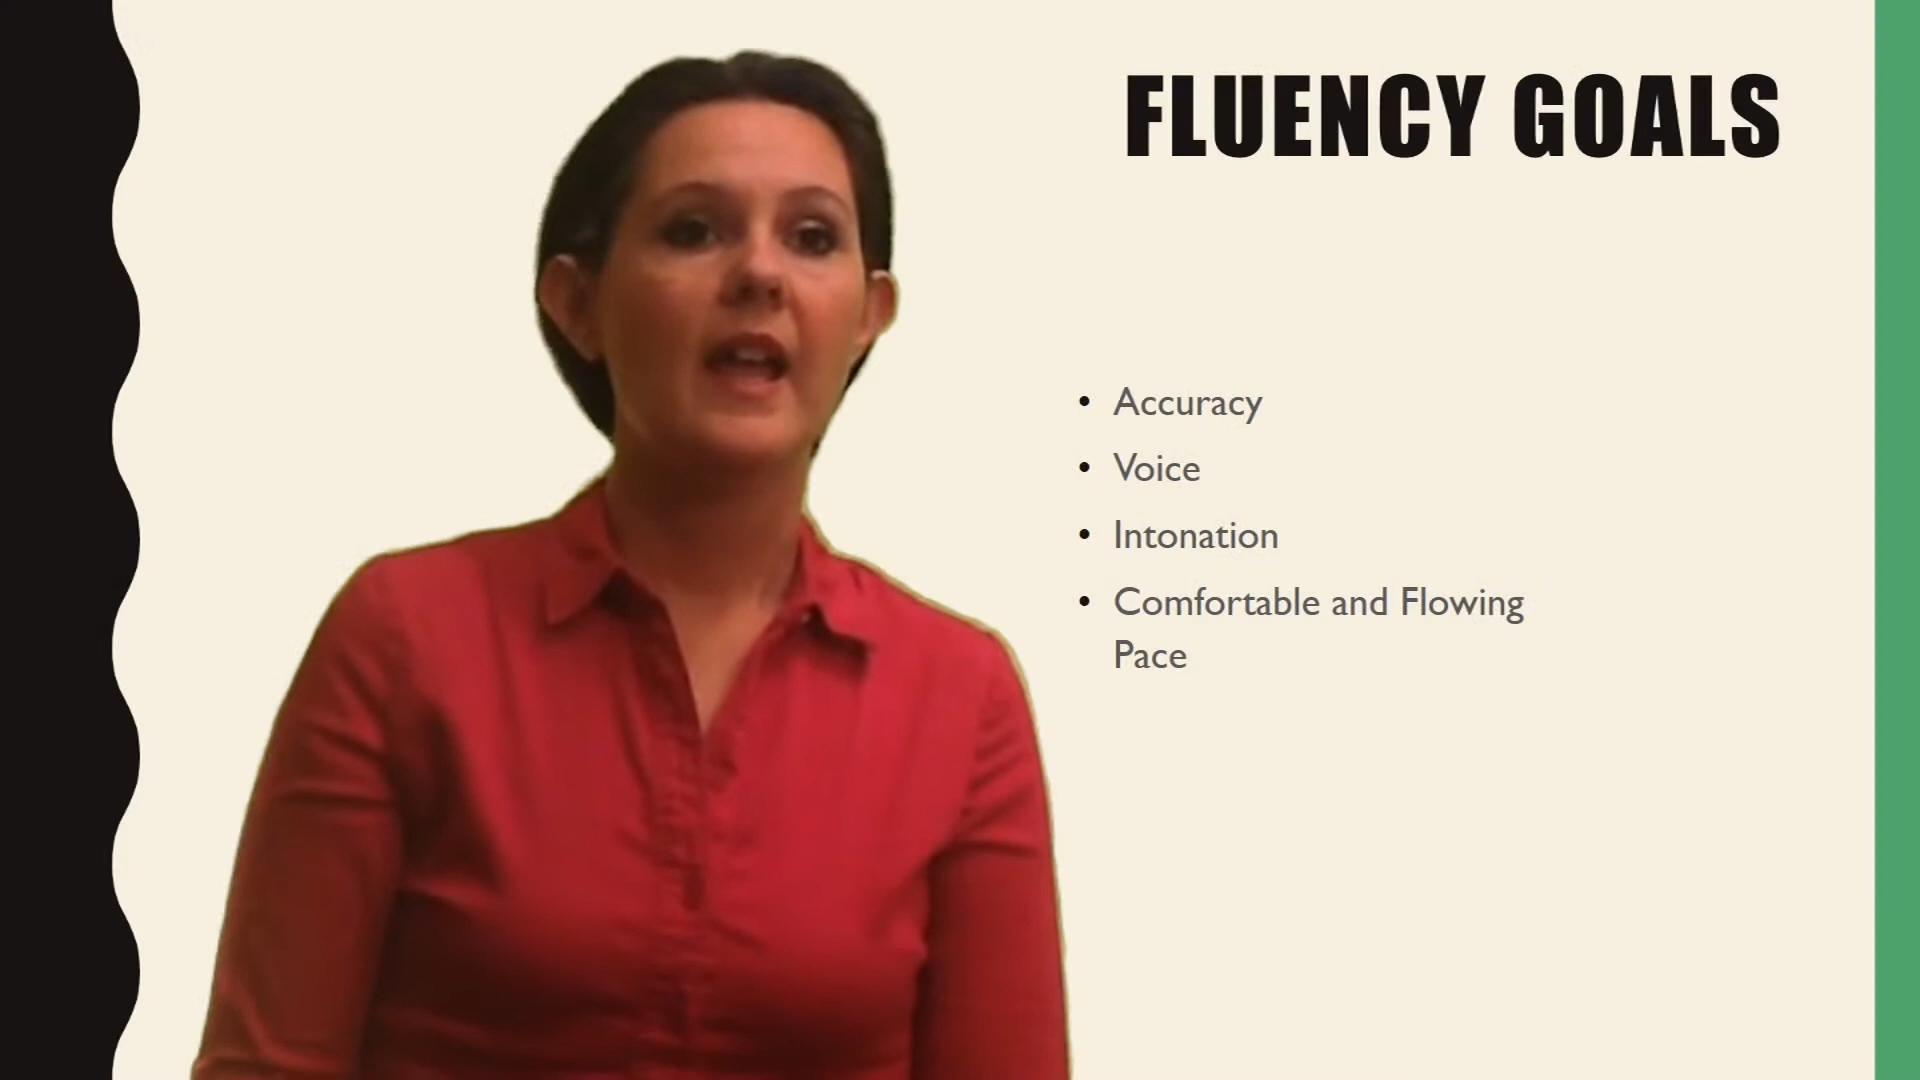 FLUENCY GOALS
• Accuracy
• Voice
• Intonation
• Comfortable and Flowing
Pace